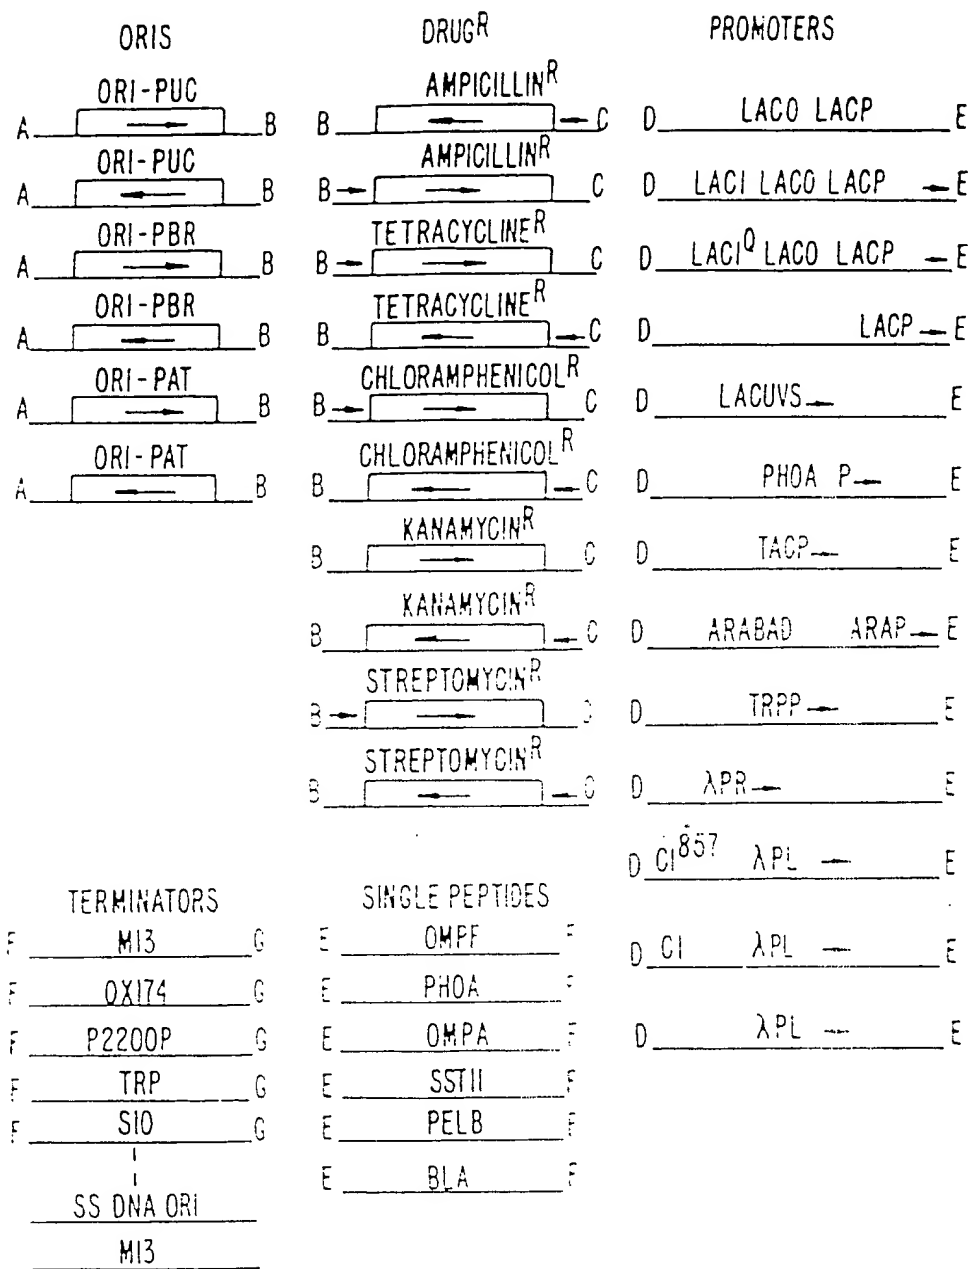 ORIS
ORI-PUC
A B
ORI-PUC
A B
ORI-PBR
A B
ORI-PBR
A B
ORI-PAT
A B
ORI-PAT
A B
DRUGR
AMPICILLINR
B C
AMPICILLINR
B C
TETRACYCLINER
B C
TETRACYCLINER
B C
CHLORAMPHENICOLR
B C
CHLORAMPHENICOLR
B C
KANAMYCINR
B C
KANAMYCINR
B C
STREPTOMYCINR
B C
STREPTOMYCINR
B C
PROMOTERS
D LACO LACP E
D LACI LACO LACP E
D LACIQ LACO LACP E
D LACP E
D LACUVS E
D PHOA P E
D TACP E
D ARABAD ARAP E
D TRPP E
D λPR E
D CI857 λPL E
D CI λPL E
D λPL E
TERMINATORS
F M13 G
F OX174 G
F P2200P G
F TRP G
F S10 G
SS DNA ORI
M13
SINGLE PEPTIDES
E OMPF F
E PHOA F
E OMPA F
E SSTII F
E PELB F
E BLA F